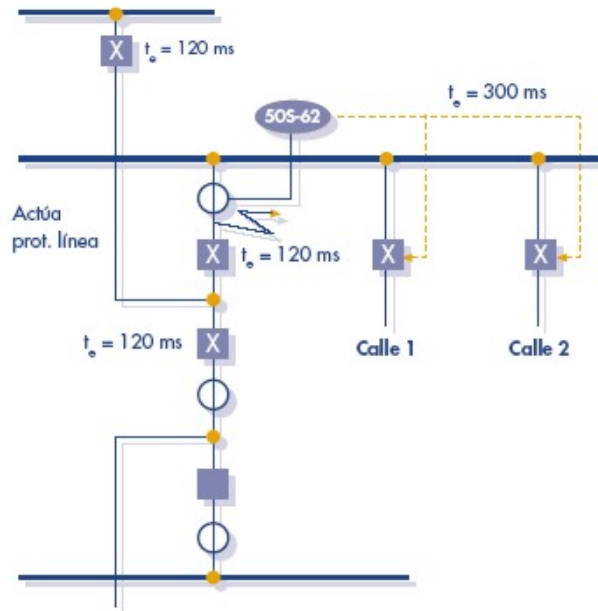 X
te = 120 ms
te = 300 ms
50S-62
Actúa
prot. línea
X
te = 120 ms
X
X
te = 120 ms
X
Calle 1
Calle 2